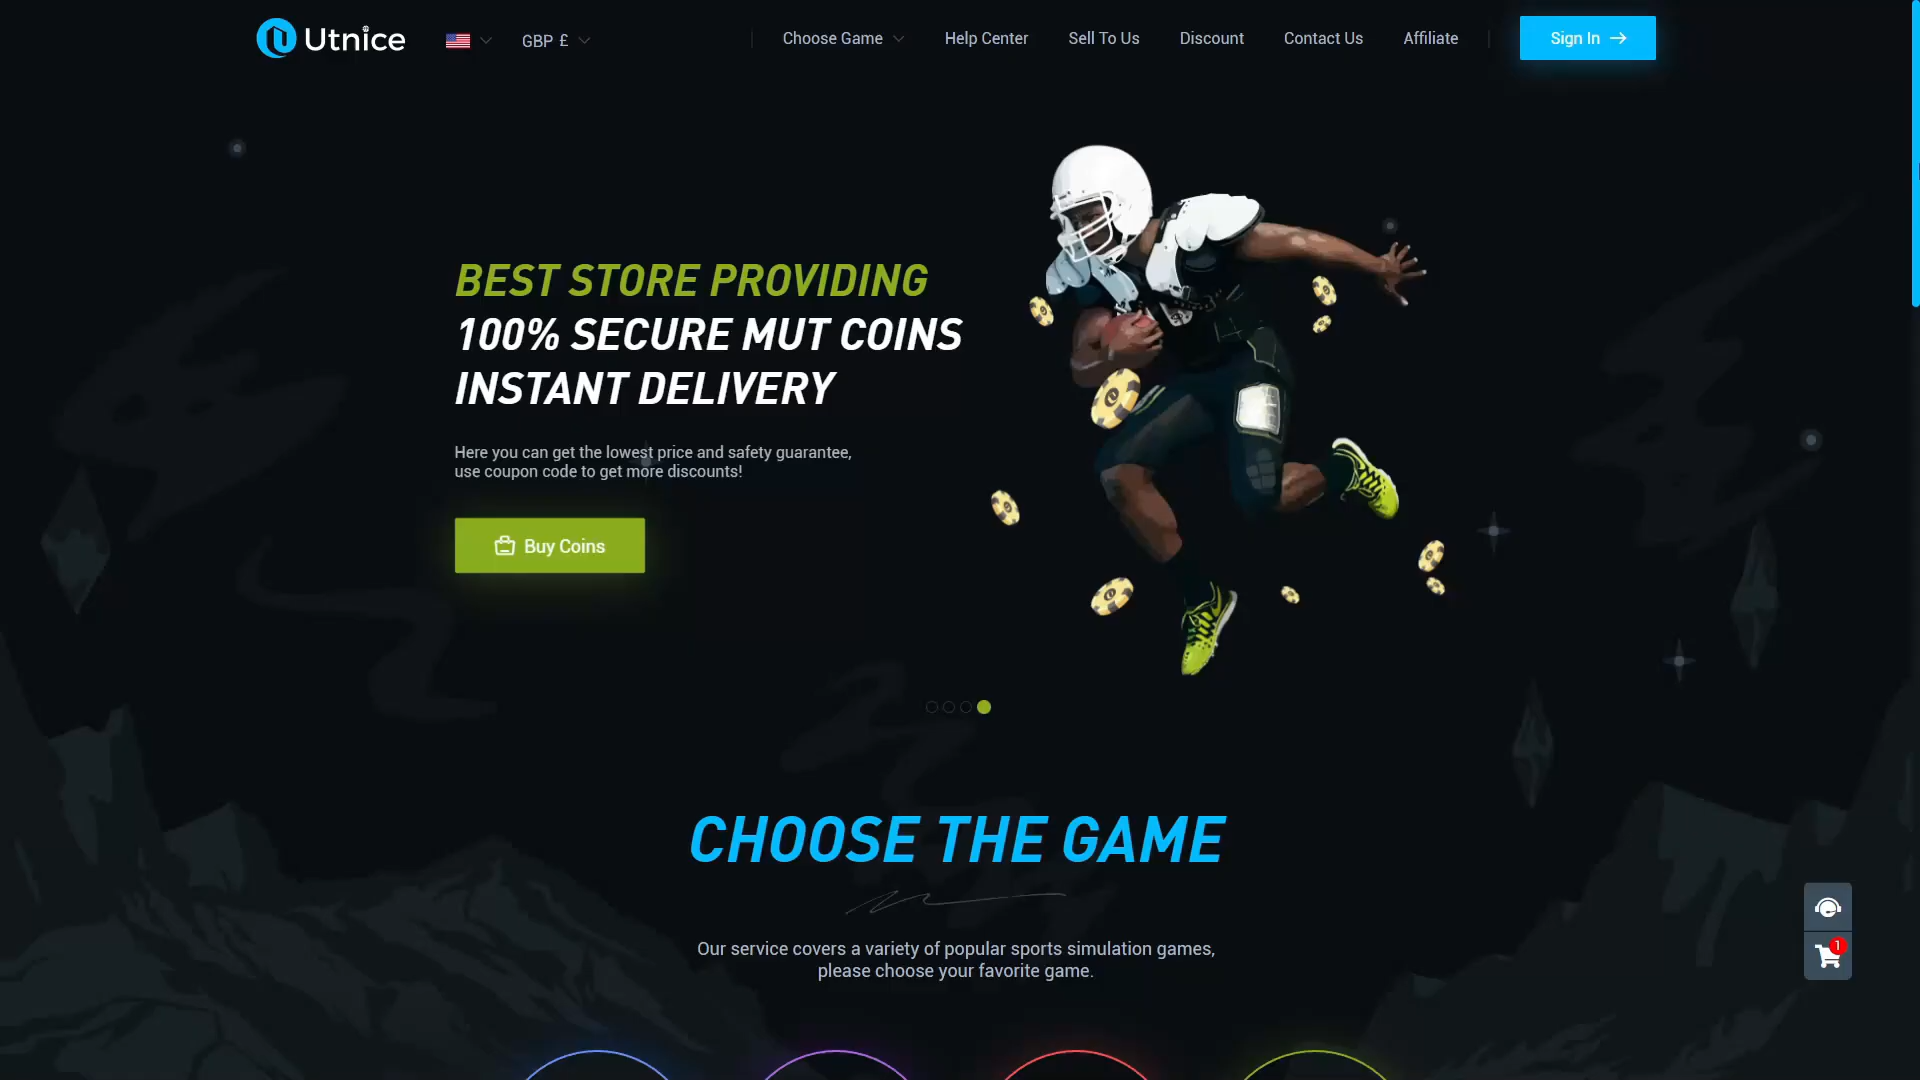 Utnice
GBP £
Choose Game
Help Center
Sell To Us
Discount
Contact Us
Affiliate
Sign In
BEST STORE PROVIDING
100% SECURE MUT COINS
INSTANT DELIVERY
Here you can get the lowest price and safety guarantee,
use coupon code to get more discounts!
Buy Coins
CHOOSE THE GAME
Our service covers a variety of popular sports simulation games,
please choose your favorite game.
1